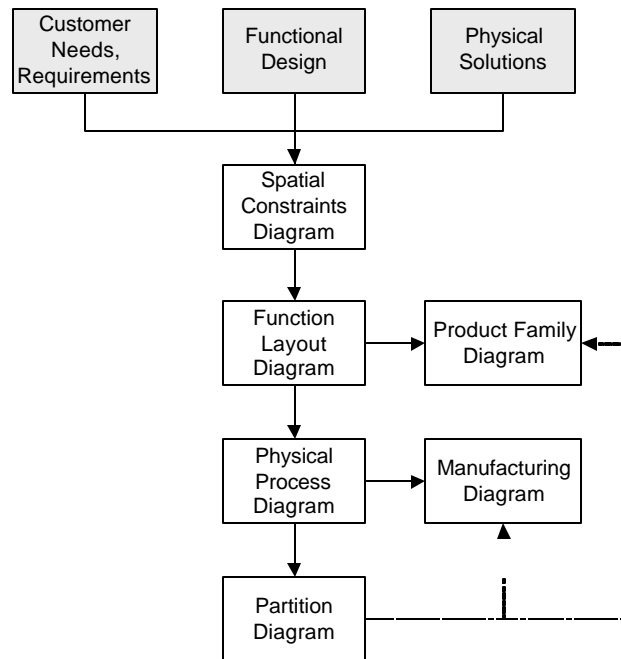 Customer
Needs,
Requirements
Functional
Design
Physical
Solutions
Spatial
Constraints
Diagram
Function
Layout
Diagram
Product Family
Diagram
Physical
Process
Diagram
Manufacturing
Diagram
Partition
Diagram